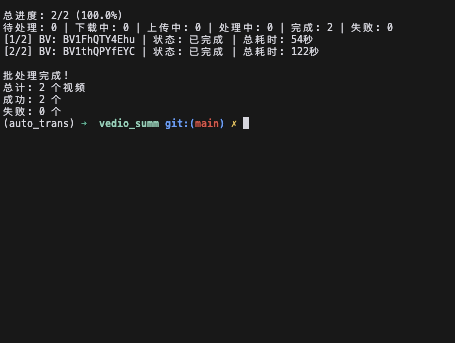 总进度: 2/2 (100.0%)
待处理: 0 | 下载中: 0 | 上传中: 0 | 处理中: 0 | 完成: 2 | 失败: 0
[1/2] BV: BV1FhQTY4Ehu | 状态: 已完成 | 总耗时: 54秒
[2/2] BV: BV1thQPYfEYC | 状态: 已完成 | 总耗时: 122秒
批处理完成!
总计: 2 个视频
成功: 2 个
失败: 0 个
(auto_trans) → vedio_summ git:(main) ✗